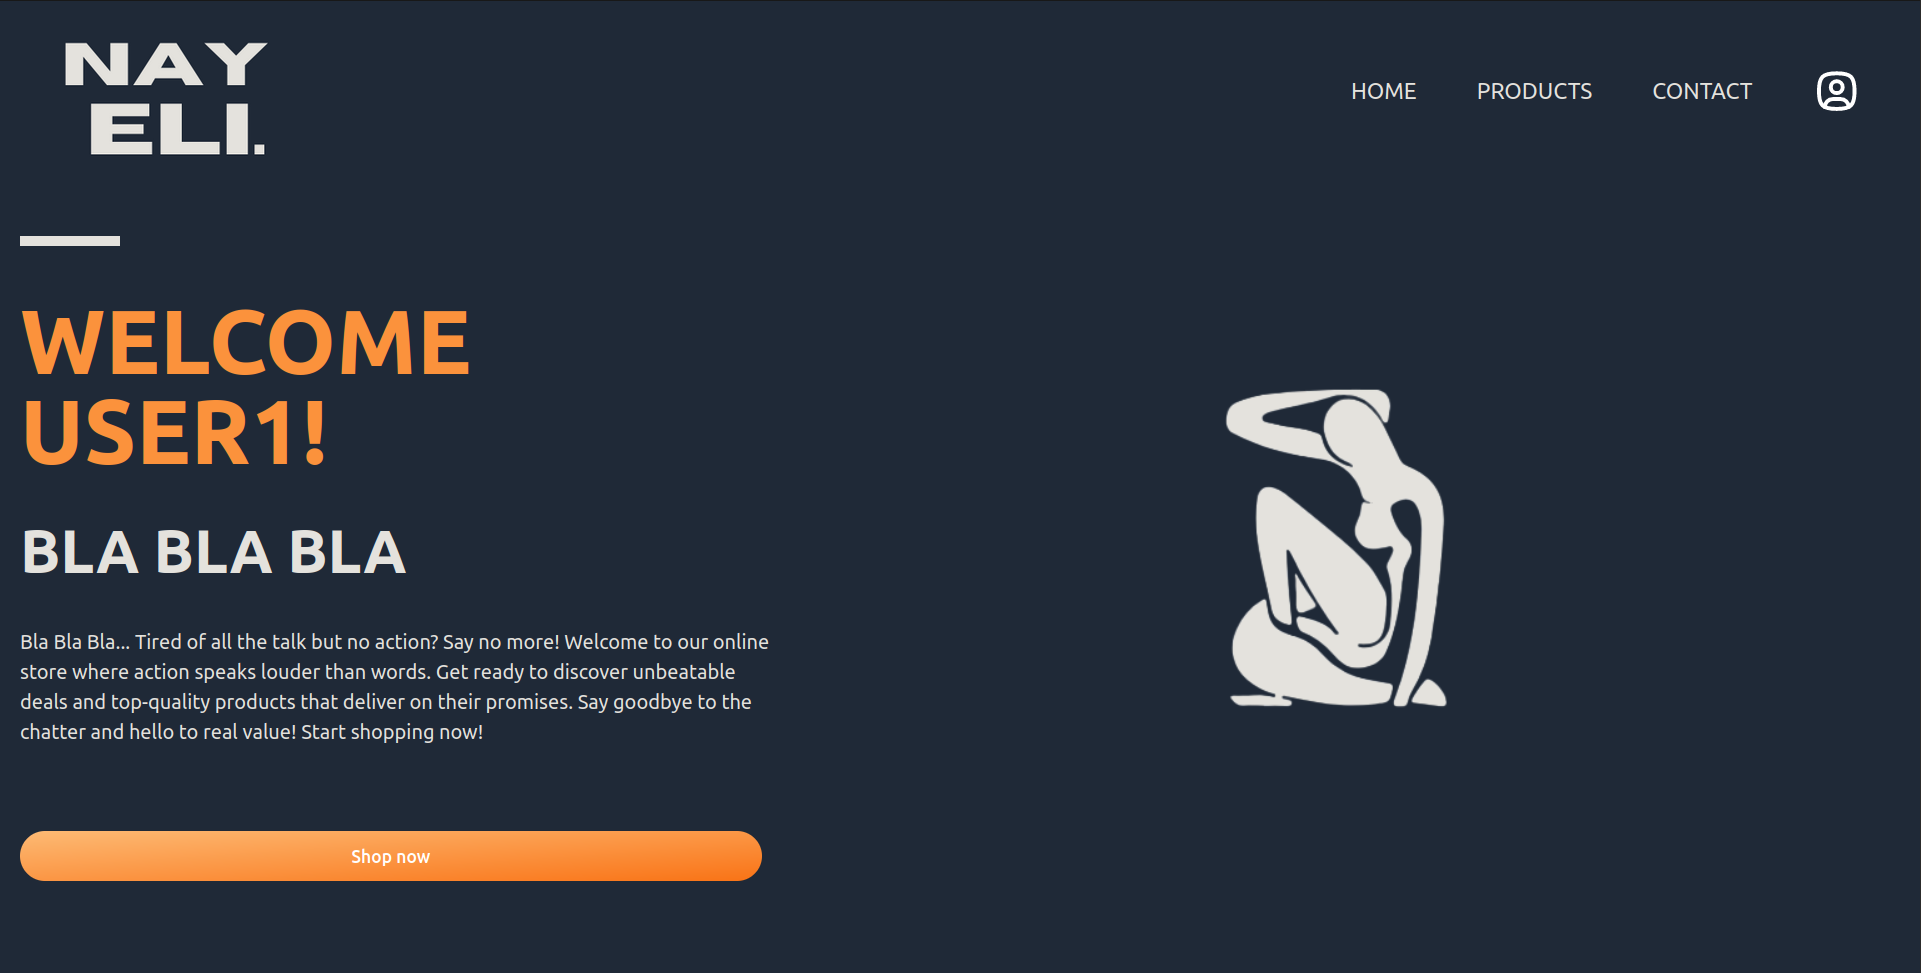 NAY
ELI.
HOME PRODUCTS CONTACT
WELCOME
USER1!
BLA BLA BLA
Bla Bla Bla... Tired of all the talk but no action? Say no more! Welcome to our online
store where action speaks louder than words. Get ready to discover unbeatable
deals and top-quality products that deliver on their promises. Say goodbye to the
chatter and hello to real value! Start shopping now!
Shop now